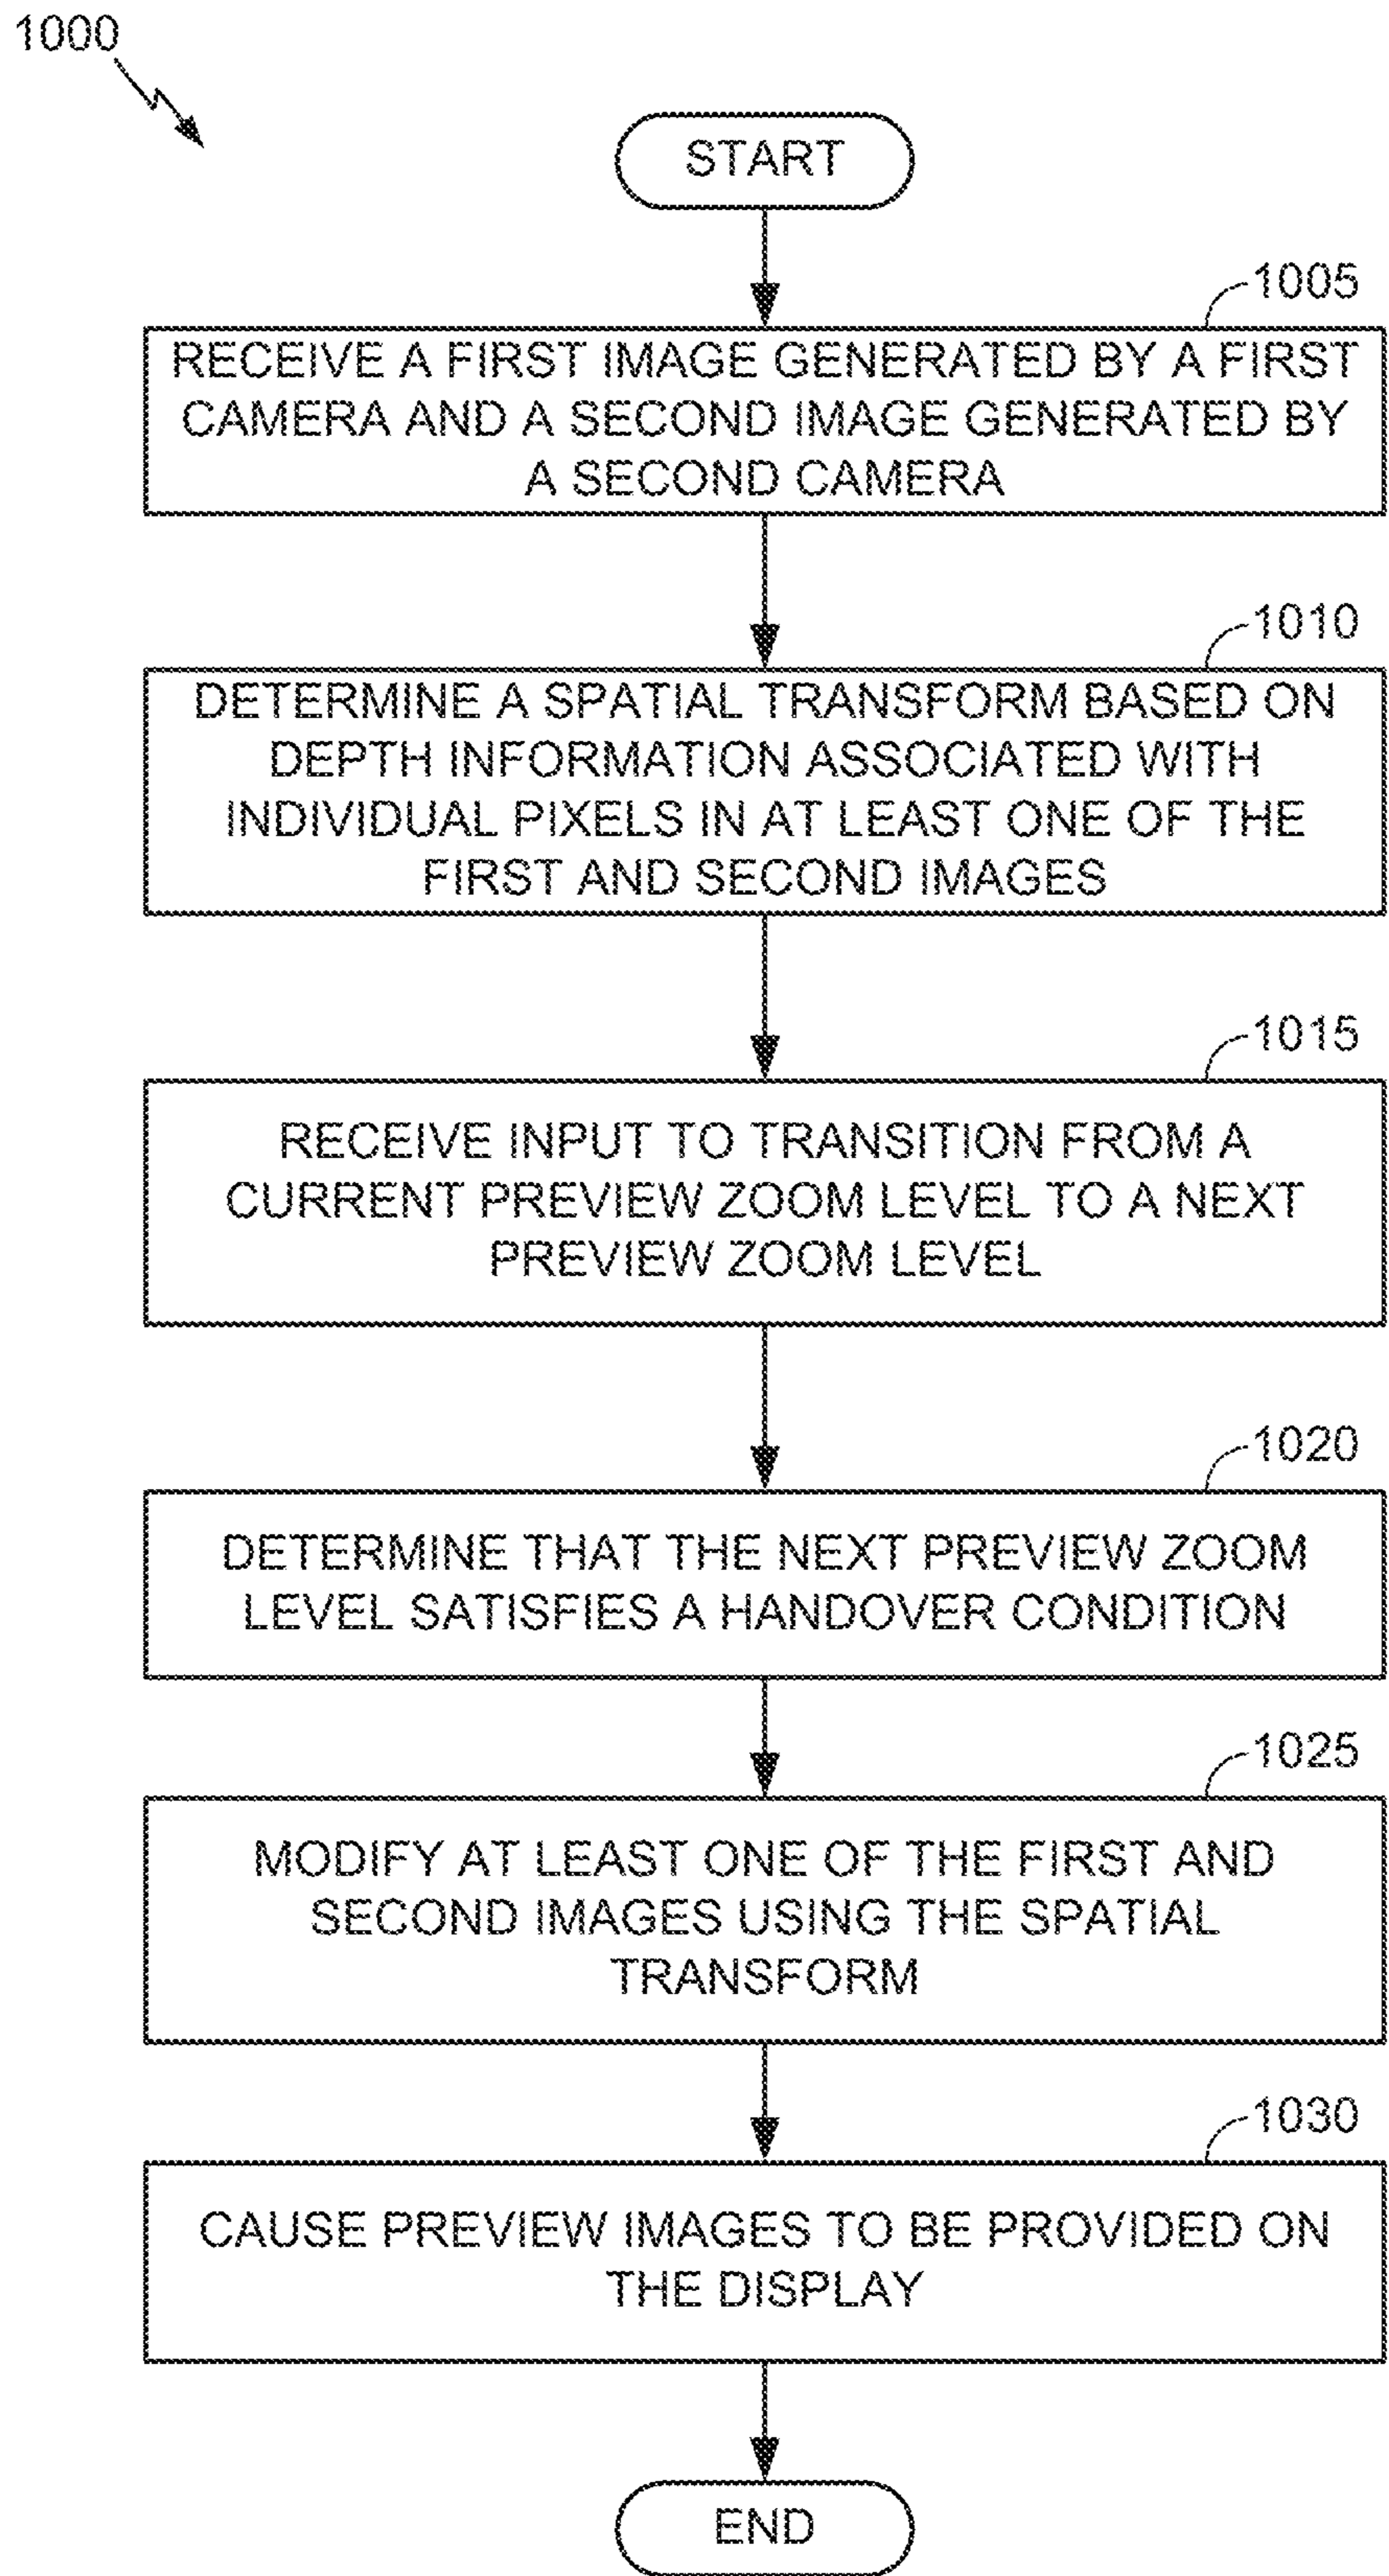 1000
START
1005
RECEIVE A FIRST IMAGE GENERATED BY A FIRST
CAMERA AND A SECOND IMAGE GENERATED BY
A SECOND CAMERA
1010
DETERMINE A SPATIAL TRANSFORM BASED ON
DEPTH INFORMATION ASSOCIATED WITH
INDIVIDUAL PIXELS IN AT LEAST ONE OF THE
FIRST AND SECOND IMAGES
1015
RECEIVE INPUT TO TRANSITION FROM A
CURRENT PREVIEW ZOOM LEVEL TO A NEXT
PREVIEW ZOOM LEVEL
1020
DETERMINE THAT THE NEXT PREVIEW ZOOM
LEVEL SATISFIES A HANDOVER CONDITION
1025
MODIFY AT LEAST ONE OF THE FIRST AND
SECOND IMAGES USING THE SPATIAL
TRANSFORM
1030
CAUSE PREVIEW IMAGES TO BE PROVIDED ON
THE DISPLAY
END